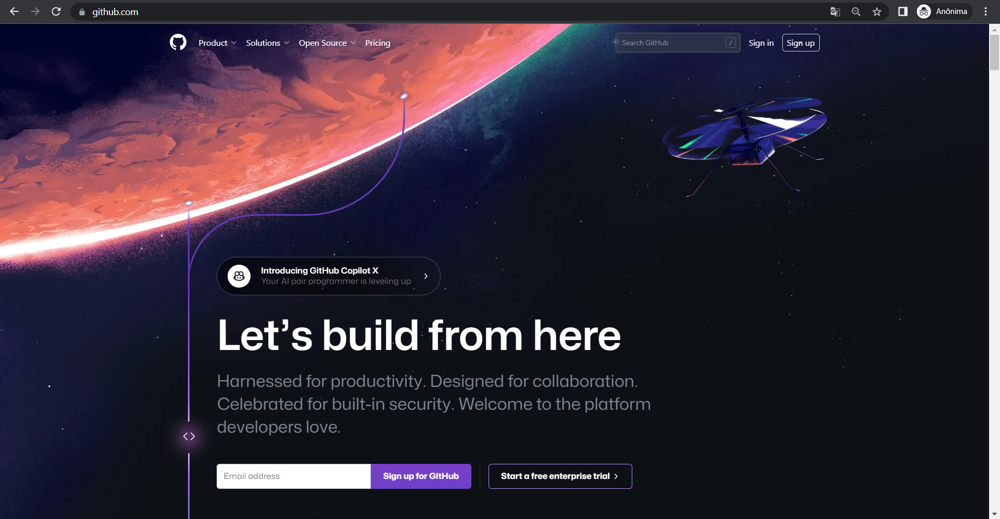 github.com
Anônima
Product Solutions Open Source Pricing
Search GitHub / Sign in Sign up
Introducing GitHub Copilot X
Your AI pair programmer is leveling up
Let’s build from here
Harnessed for productivity. Designed for collaboration.
Celebrated for built-in security. Welcome to the platform
developers love.
Email address Sign up for GitHub Start a free enterprise trial